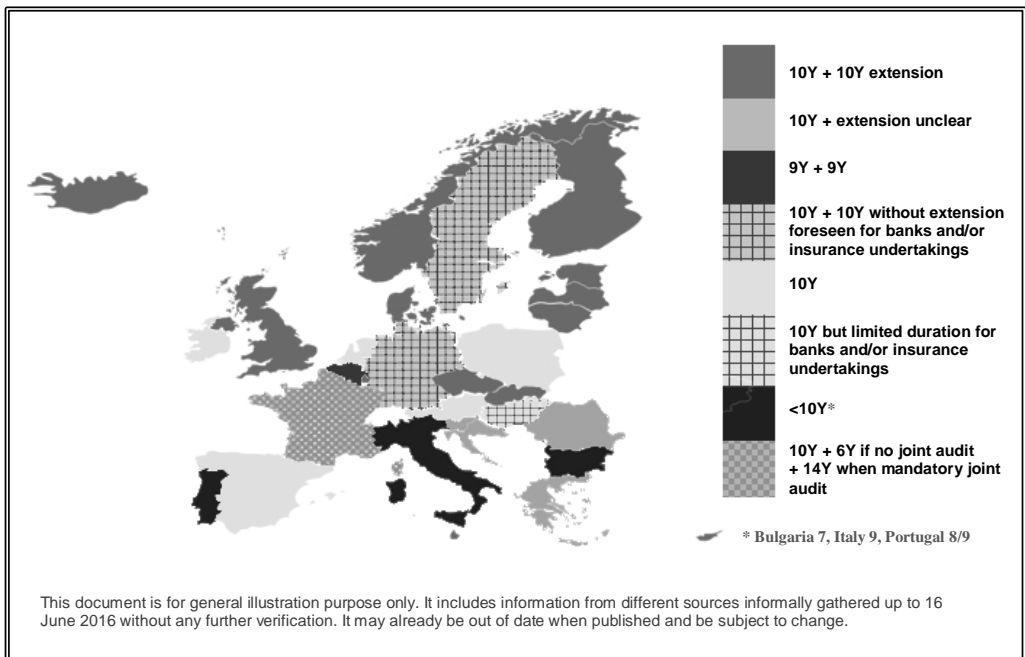 10Y + 10Y extension
10Y + extension unclear
9Y + 9Y
10Y + 10Y without extension
foreseen for banks and/or
insurance undertakings
10Y
10Y but limited duration for
banks and/or insurance
undertakings
<10Y*
10Y + 6Y if no joint audit
+ 14Y when mandatory joint
audit
* Bulgaria 7, Italy 9, Portugal 8/9
This document is for general illustration purpose only. It includes information from different sources informally gathered up to 16
June 2016 without any further verification. It may already be out of date when published and be subject to change.